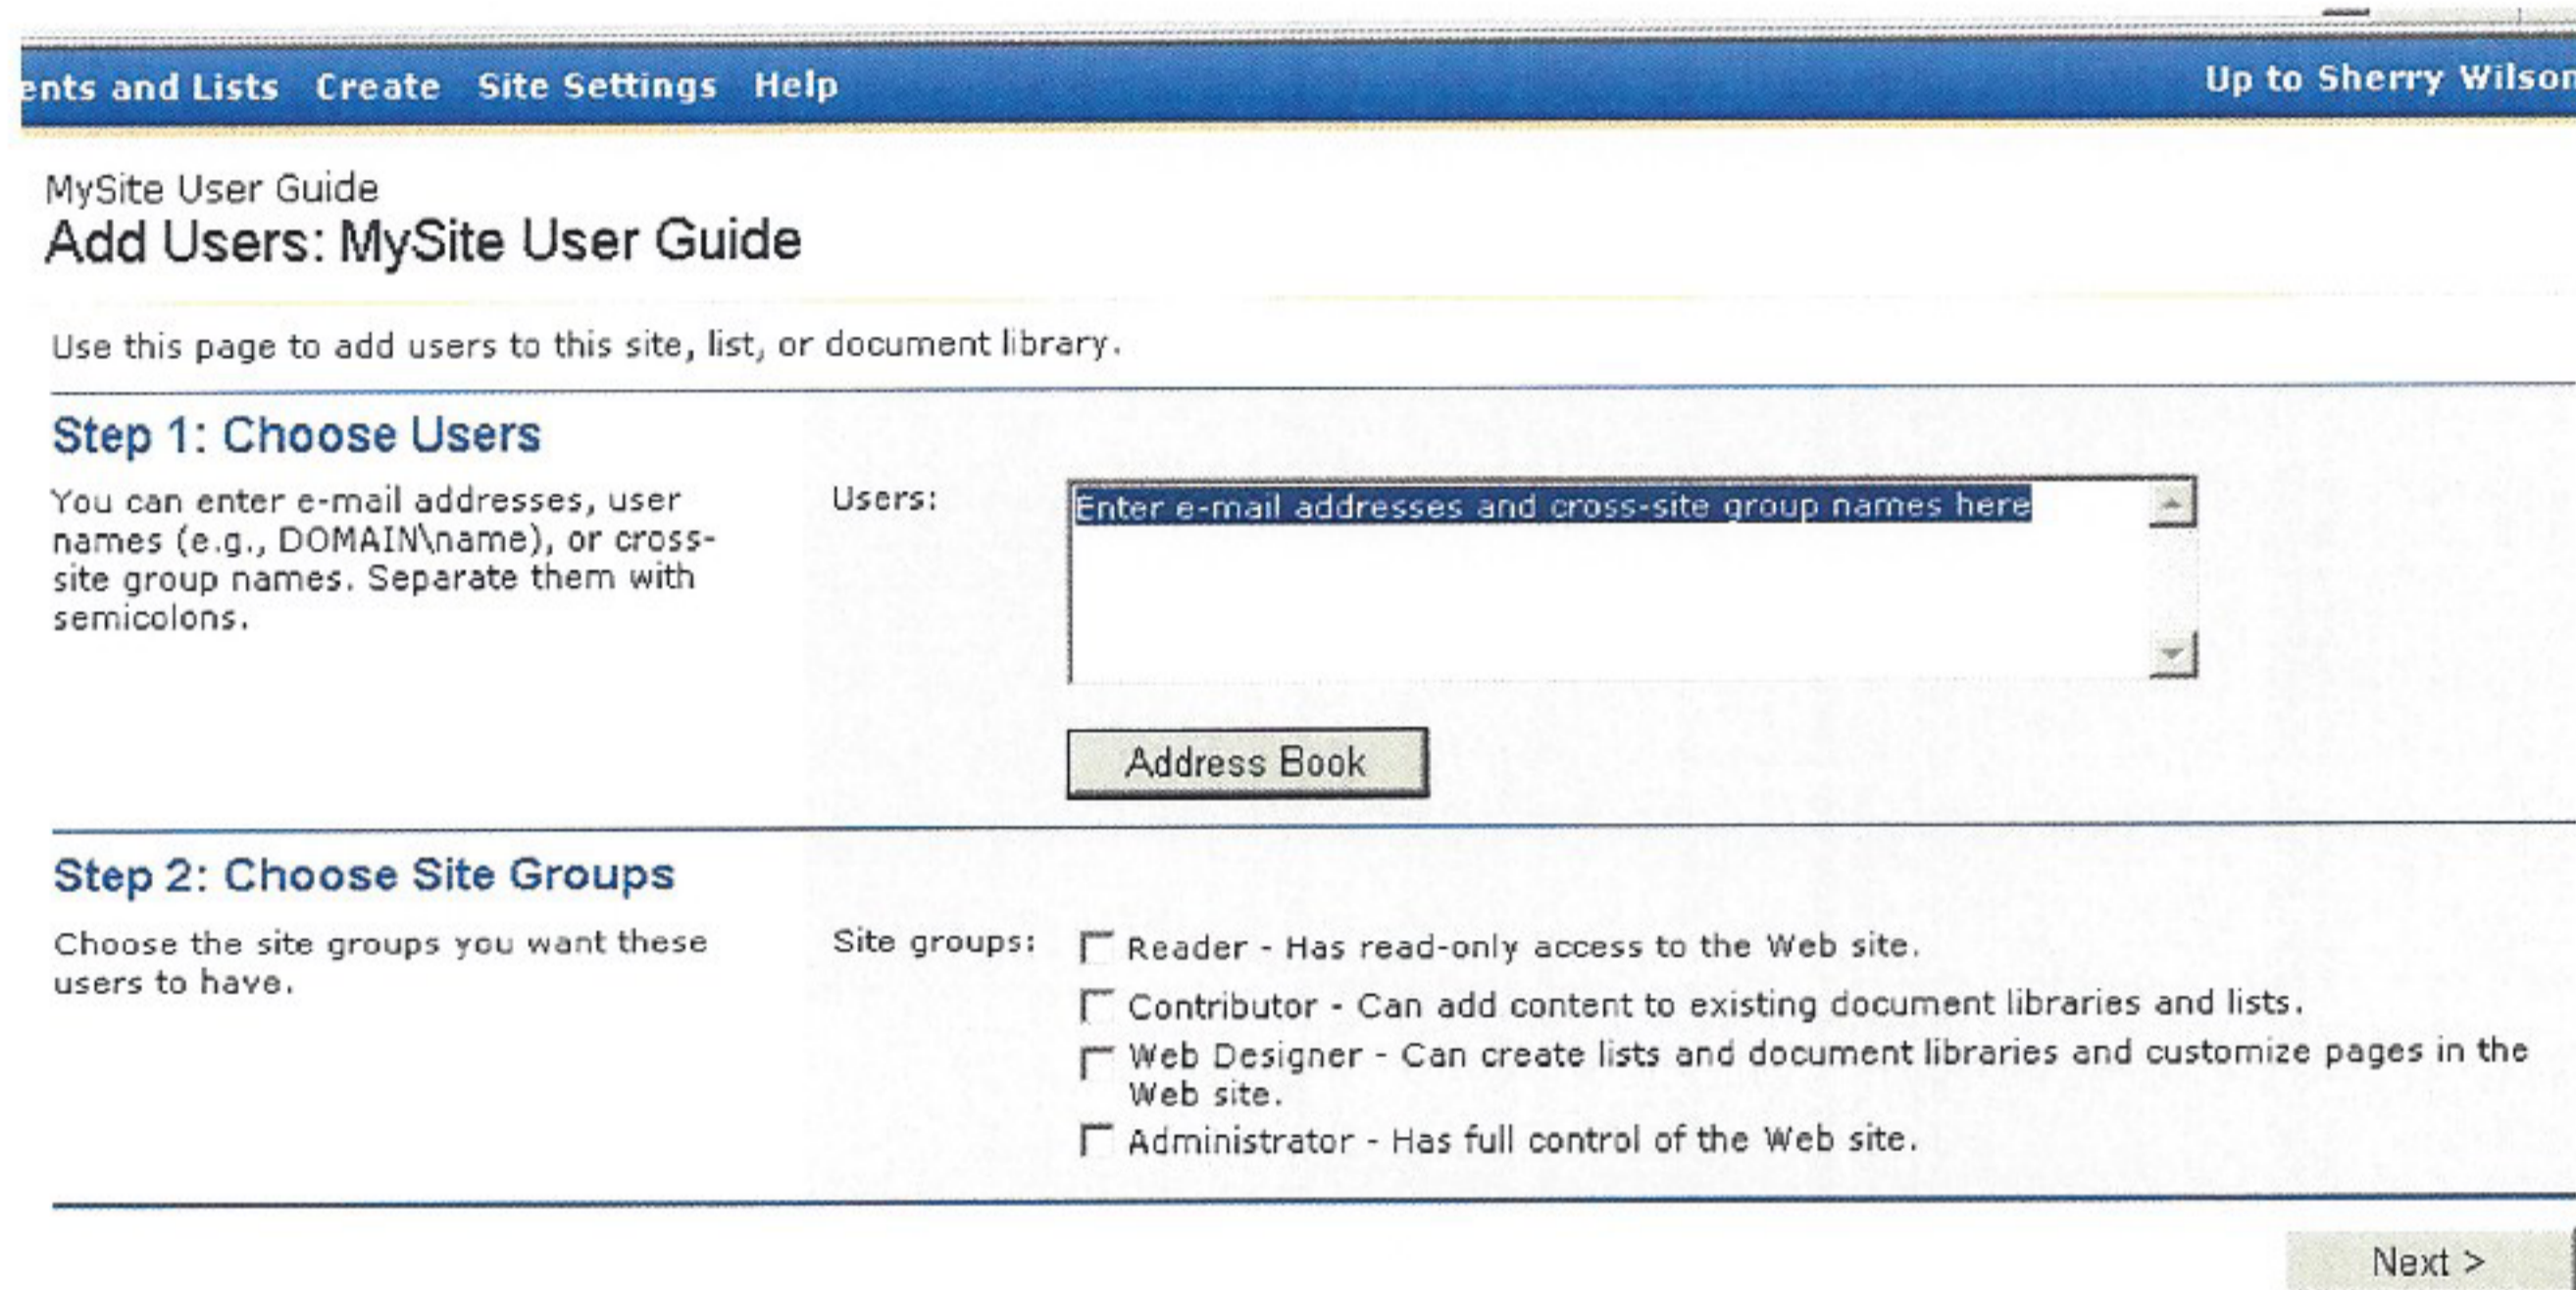 ents and Lists Create Site Settings Help Up to Sherry Wilson
MySite User Guide
Add Users: MySite User Guide
Use this page to add users to this site, list, or document library.
Step 1: Choose Users
You can enter e-mail addresses, user
names (e.g., DOMAIN\name), or cross-
site group names. Separate them with
semicolons.
Users:
Enter e-mail addresses and cross-site group names here
Address Book
Step 2: Choose Site Groups
Choose the site groups you want these
users to have.
Site groups:
Reader - Has read-only access to the Web site.
Contributor - Can add content to existing document libraries and lists.
Web Designer - Can create lists and document libraries and customize pages in the
Web site.
Administrator - Has full control of the Web site.
Next >